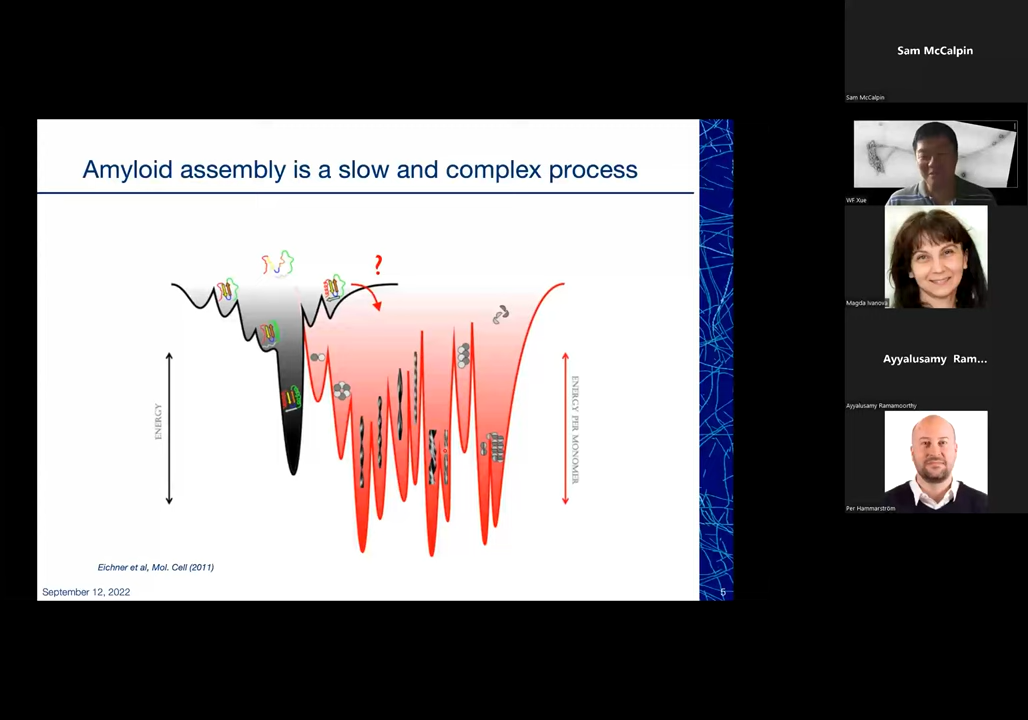 Amyloid assembly is a slow and complex process
?
ENERGY
ENERGY PER MONOMER
Eichner et al, Mol. Cell (2011)
September 12, 2022
5
Sam McCalpin
Sam McCalpin
WF Xue
Magda Ivanova
Ayyalusamy Ram...
Ayyalusamy Ramamoorthy
Per Hammarström